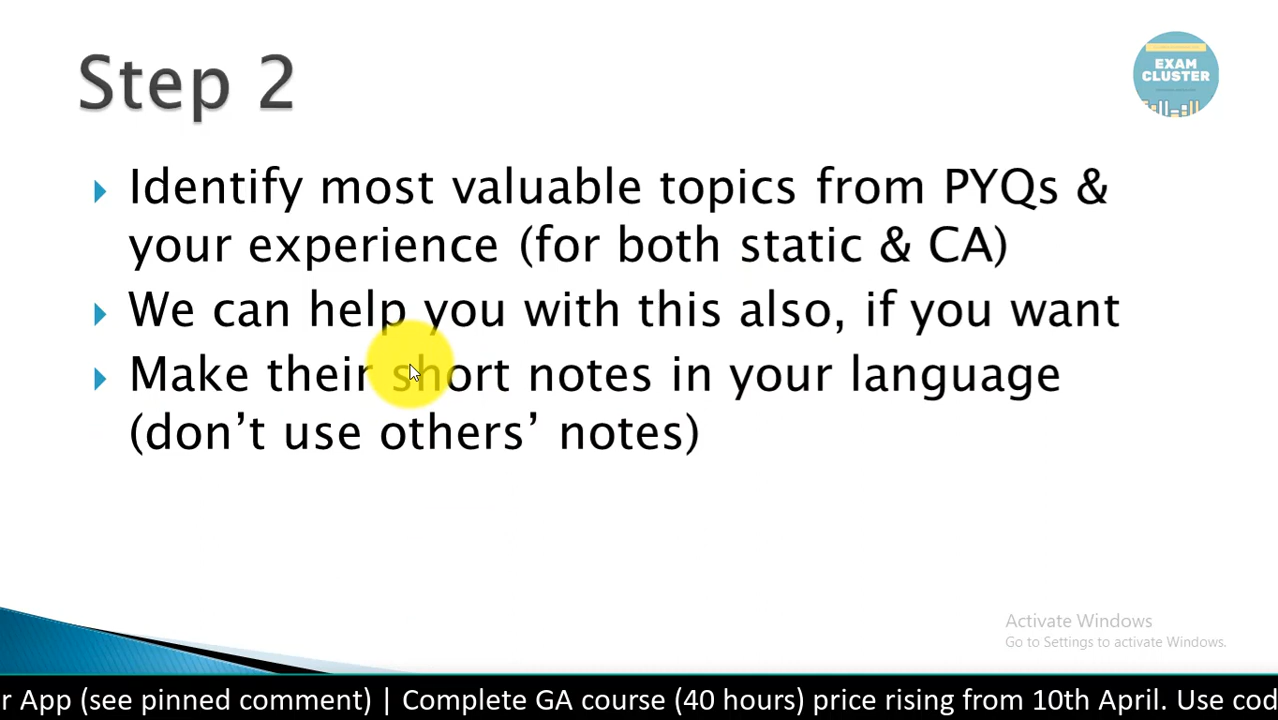 Step 2
EXAM
CLUSTER
Identify most valuable topics from PYQs &
your experience (for both static & CA)
We can help you with this also, if you want
Make their short notes in your language
(don’t use others’ notes)
Activate Windows
Go to Settings to activate Windows.
r App (see pinned comment) | Complete GA course (40 hours) price rising from 10th April. Use cod